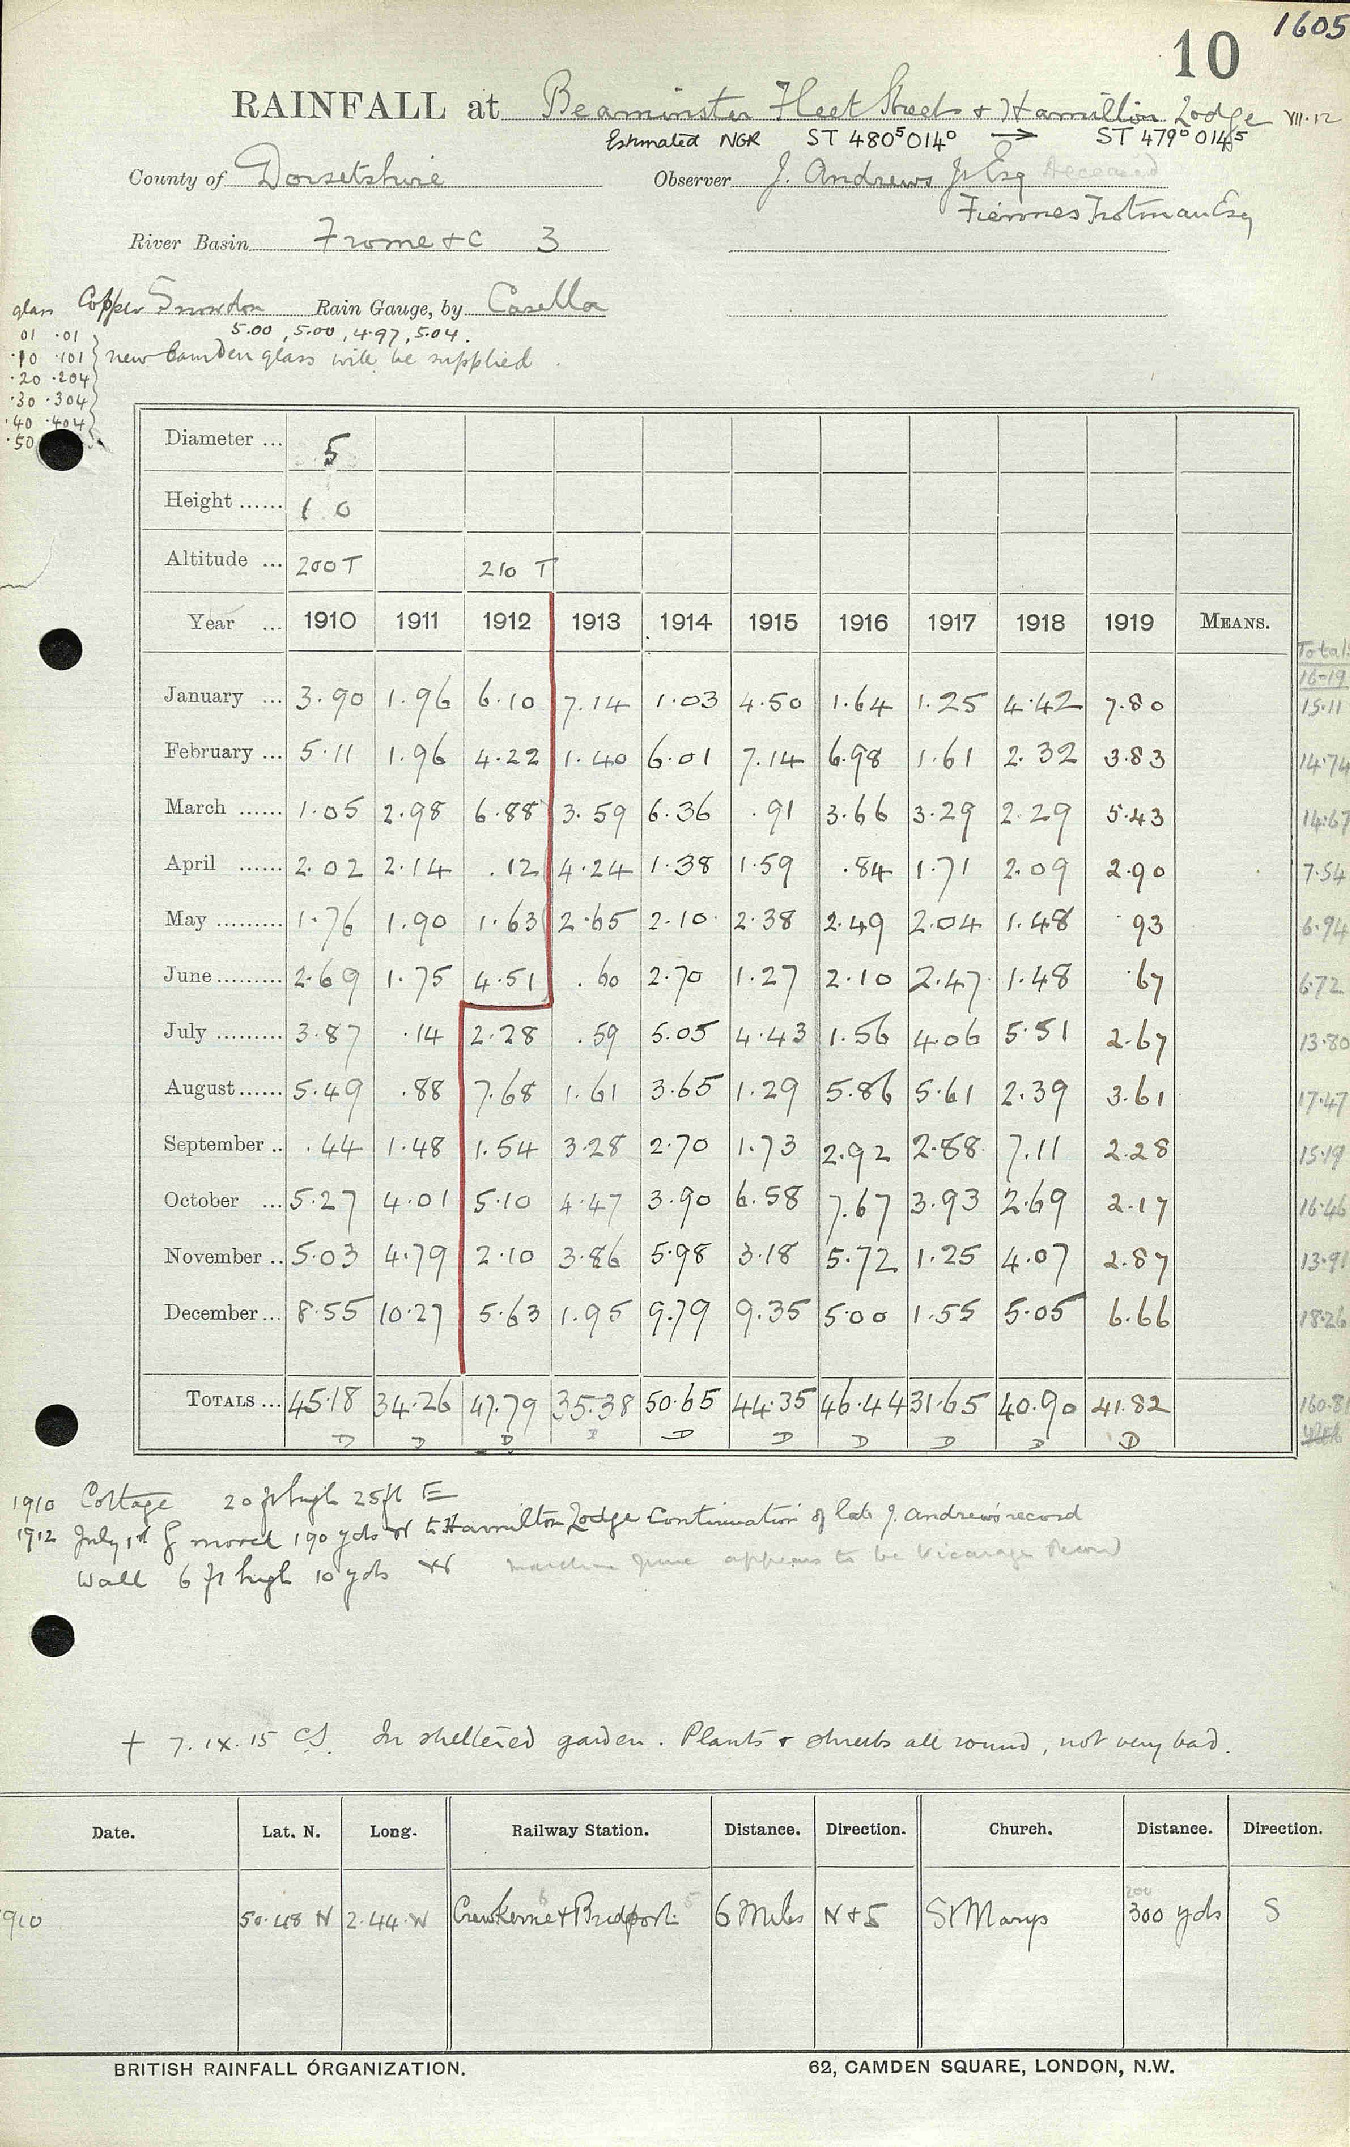 1605
10
RAINFALL at Beaminster Fleet Street & Hamilton Lodge VIII.12
Estimated NGR ST 480⁵014⁰ → ST 479⁰014⁵
County of Dorsetshire Observer J. Andrews Jr Esq Deceased
Fiennes Trotman Esq
River Basin Frome &c 3
Copper Snowdon Rain Gauge, by Casella
5.00, 5.00, 4.97, 5.04.
new Camden glass will be supplied
glass
01 .01
.10 .101
.20 .204
.30 .304
.40 .404
.50
Diameter ... 5
Height ...... 1 0
Altitude ... 200 T 210 T
Year ... 1910 1911 1912 1913 1914 1915 1916 1917 1918 1919 MEANS. Total: 16-19
January ... 3.90 1.96 6.10 7.14 1.03 4.50 1.64 1.25 4.42 7.80 15.11
February ... 5.11 1.96 4.22 1.40 6.01 7.14 6.98 1.61 2.32 3.83 14.74
March ...... 1.05 2.98 6.88 3.59 6.36 .91 3.66 3.29 2.29 5.43 14.67
April ...... 2.02 2.14 .12 4.24 1.38 1.59 .84 1.71 2.09 2.90 7.54
May ......... 1.76 1.90 1.63 2.65 2.10 2.38 2.49 2.04 1.48 .93 6.94
June ......... 2.69 1.75 4.51 .60 2.70 1.27 2.10 2.47 1.48 .67 6.72
July ......... 3.87 .14 2.28 .59 5.05 4.43 1.56 4.06 5.51 2.67 13.80
August ...... 5.49 .88 7.68 1.61 3.65 1.29 5.86 5.61 2.39 3.61 17.47
September .. .44 1.48 1.54 3.28 2.70 1.73 2.92 2.88 7.11 2.28 15.19
October ... 5.27 4.01 5.10 4.47 3.90 6.58 7.67 3.93 2.69 2.17 16.46
November .. 5.03 4.79 2.10 3.86 5.98 3.18 5.72 1.25 4.07 2.87 13.91
December ... 8.55 10.27 5.63 1.95 9.79 9.35 5.00 1.55 5.05 6.66 18.26
TOTALS ... 45.18 34.26 47.79 35.38 50.65 44.35 46.44 31.65 40.90 41.82 160.81
D D D D D D D D D D
1910 Cottage 20 ft high 25 ft E
1912 July 1st G moved 190 yds W to Hamilton Lodge Continuation of late J. Andrews record
Wall 6 ft high 10 yds W June appears to be Vicarage Record
† 7.IX.15 CS. In sheltered garden. Plants & shrubs all round, not very bad.
Date. Lat. N. Long. Railway Station. Distance. Direction. Church. Distance. Direction.
200
910 50.48 N 2.44 W Crewkerne & Bridport 6 Miles N & S St Marys 300 yds S
BRITISH RAINFALL ORGANIZATION. 62, CAMDEN SQUARE, LONDON, N.W.